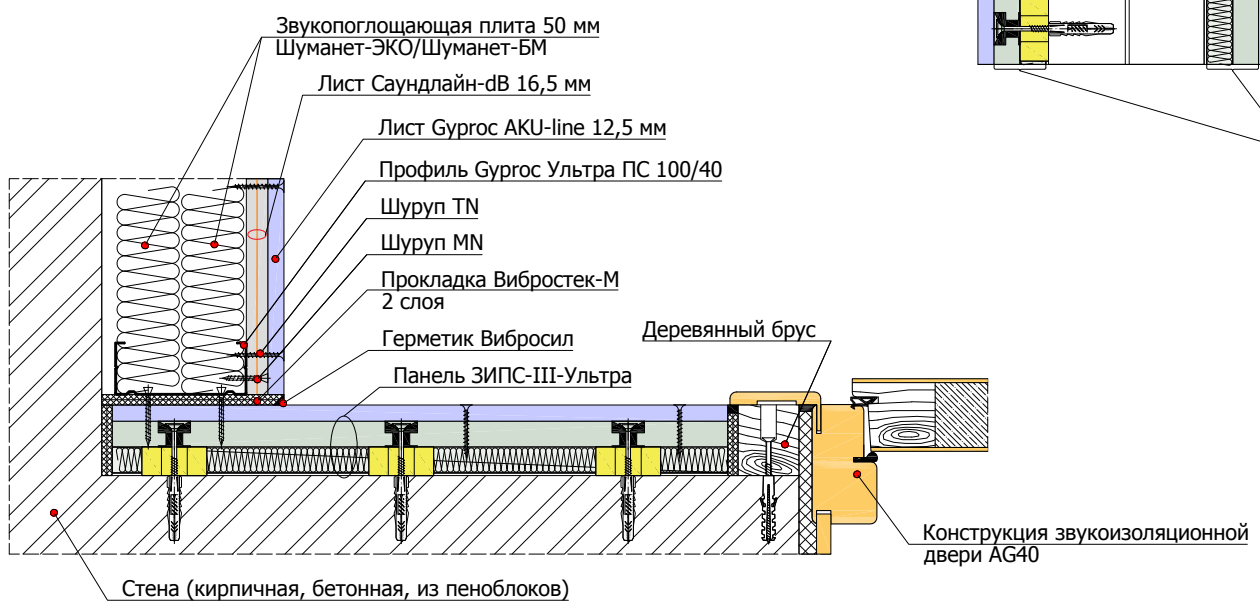 Звукопоглощающая плита 50 мм
Шуманет-ЭКО/Шуманет-БМ
Лист Саундлайн-dB 16,5 мм
Лист Gyproc AKU-line 12,5 мм
Профиль Gyproc Ультра ПС 100/40
Шуруп TN
Шуруп MN
Прокладка Вибростек-М
2 слоя
Деревянный брус
Герметик Вибросил
Панель ЗИПС-III-Ультра
Конструкция звукоизоляционной
двери AG40
Стена (кирпичная, бетонная, из пеноблоков)